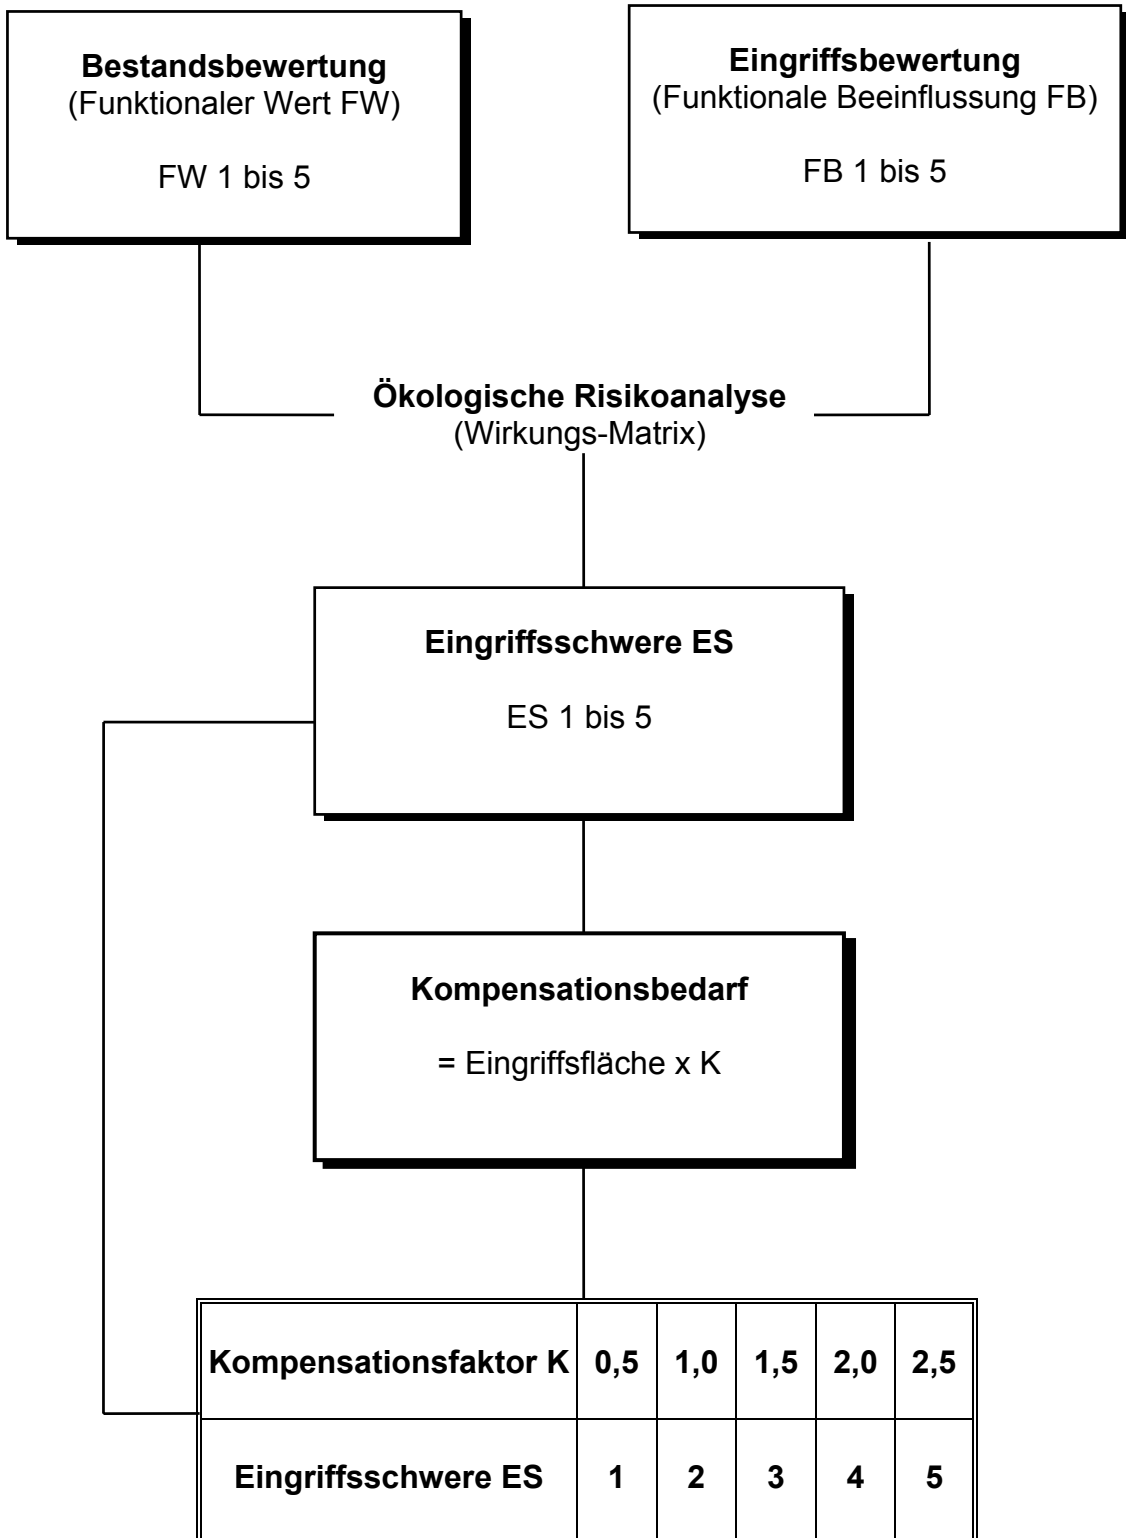 Bestandsbewertung
(Funktionaler Wert FW)
FW 1 bis 5
Eingriffsbewertung
(Funktionale Beeinflussung FB)
FB 1 bis 5
Ökologische Risikoanalyse
(Wirkungs-Matrix)
Eingriffsschwere ES
ES 1 bis 5
Kompensationsbedarf
= Eingriffsfläche x K
Kompensationsfaktor K 0,5 1,0 1,5 2,0 2,5
Eingriffsschwere ES 1 2 3 4 5